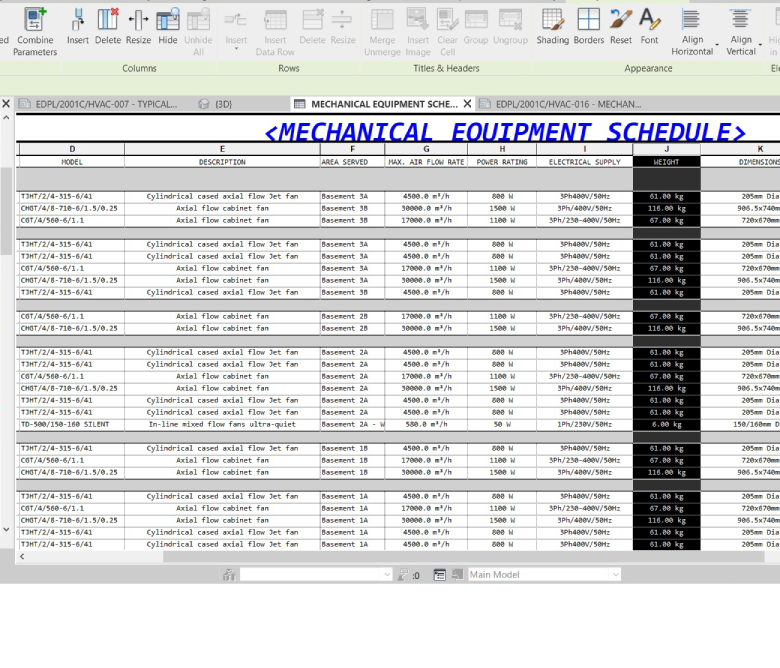 ed Combine Parameters
Insert Delete Resize Hide Unhide All
Insert Insert Data Row Delete Resize
Merge Unmerge Insert Image Clear Cell Group Ungroup
Shading Borders Reset Font Align Horizontal Align Vertical
Columns Rows Titles & Headers Appearance
EDPL/2001C/HVAC-007 - TYPICAL... {3D} MECHANICAL EQUIPMENT SCHE... X EDPL/2001C/HVAC-016 - MECHAN...
<MECHANICAL EQUIPMENT SCHEDULE>
D E F G H I J K
MODEL DESCRIPTION AREA SERVED MAX. AIR FLOW RATE POWER RATING ELECTRICAL SUPPLY WEIGHT DIMENSIONS
TJHT/2/4-315-6/41 Cylindrical cased axial flow Jet fan Basement 3A 4500.0 m³/h 800 W 3Ph400V/50Hz 61.00 kg 205mm Dia
CHGT/4/8-710-6/1.5/0.25 Axial flow cabinet fan Basement 3B 30000.0 m³/h 1500 W 3Ph/400V/50Hz 116.00 kg 906.5x740m
CGT/4/560-6/1.1 Axial flow cabinet fan Basement 3B 17000.0 m³/h 1100 W 3Ph/230-400V/50Hz 67.00 kg 720x670mm
TJHT/2/4-315-6/41 Cylindrical cased axial flow Jet fan Basement 3A 4500.0 m³/h 800 W 3Ph400V/50Hz 61.00 kg 205mm Dia
TJHT/2/4-315-6/41 Cylindrical cased axial flow Jet fan Basement 3A 4500.0 m³/h 800 W 3Ph400V/50Hz 61.00 kg 205mm Dia
CGT/4/560-6/1.1 Axial flow cabinet fan Basement 3A 17000.0 m³/h 1100 W 3Ph/230-400V/50Hz 67.00 kg 720x670mm
CHGT/4/8-710-6/1.5/0.25 Axial flow cabinet fan Basement 3A 30000.0 m³/h 1500 W 3Ph/400V/50Hz 116.00 kg 906.5x740m
TJHT/2/4-315-6/41 Cylindrical cased axial flow Jet fan Basement 3B 4500.0 m³/h 800 W 3Ph400V/50Hz 61.00 kg 205mm Dia
CGT/4/560-6/1.1 Axial flow cabinet fan Basement 2B 17000.0 m³/h 1100 W 3Ph/230-400V/50Hz 67.00 kg 720x670mm
CHGT/4/8-710-6/1.5/0.25 Axial flow cabinet fan Basement 2B 30000.0 m³/h 1500 W 3Ph/400V/50Hz 116.00 kg 906.5x740m
TJHT/2/4-315-6/41 Cylindrical cased axial flow Jet fan Basement 2A 4500.0 m³/h 800 W 3Ph400V/50Hz 61.00 kg 205mm Dia
TJHT/2/4-315-6/41 Cylindrical cased axial flow Jet fan Basement 2A 4500.0 m³/h 800 W 3Ph400V/50Hz 61.00 kg 205mm Dia
CGT/4/560-6/1.1 Axial flow cabinet fan Basement 2A 17000.0 m³/h 1100 W 3Ph/230-400V/50Hz 67.00 kg 720x670mm
CHGT/4/8-710-6/1.5/0.25 Axial flow cabinet fan Basement 2A 30000.0 m³/h 1500 W 3Ph/400V/50Hz 116.00 kg 906.5x740m
TJHT/2/4-315-6/41 Cylindrical cased axial flow Jet fan Basement 2A 4500.0 m³/h 800 W 3Ph400V/50Hz 61.00 kg 205mm Dia
TJHT/2/4-315-6/41 Cylindrical cased axial flow Jet fan Basement 2A 4500.0 m³/h 800 W 3Ph400V/50Hz 61.00 kg 205mm Dia
TD-500/150-160 SILENT In-line mixed flow fans ultra-quiet Basement 2A - W 580.0 m³/h 50 W 1Ph/230V/50Hz 6.00 kg 150/160mm D
TJHT/2/4-315-6/41 Cylindrical cased axial flow Jet fan Basement 1B 4500.0 m³/h 800 W 3Ph400V/50Hz 61.00 kg 205mm Dia
CGT/4/560-6/1.1 Axial flow cabinet fan Basement 1B 17000.0 m³/h 1100 W 3Ph/230-400V/50Hz 67.00 kg 720x670mm
CHGT/4/8-710-6/1.5/0.25 Axial flow cabinet fan Basement 1B 30000.0 m³/h 1500 W 3Ph/400V/50Hz 116.00 kg 906.5x740m
TJHT/2/4-315-6/41 Cylindrical cased axial flow Jet fan Basement 1A 4500.0 m³/h 800 W 3Ph400V/50Hz 61.00 kg 205mm Dia
CGT/4/560-6/1.1 Axial flow cabinet fan Basement 1A 17000.0 m³/h 1100 W 3Ph/230-400V/50Hz 67.00 kg 720x670mm
CHGT/4/8-710-6/1.5/0.25 Axial flow cabinet fan Basement 1A 30000.0 m³/h 1500 W 3Ph/400V/50Hz 116.00 kg 906.5x740m
TJHT/2/4-315-6/41 Cylindrical cased axial flow Jet fan Basement 1A 4500.0 m³/h 800 W 3Ph400V/50Hz 61.00 kg 205mm Dia
TJHT/2/4-315-6/41 Cylindrical cased axial flow Jet fan Basement 1A 4500.0 m³/h 800 W 3Ph400V/50Hz 61.00 kg 205mm Dia
:0 Main Model